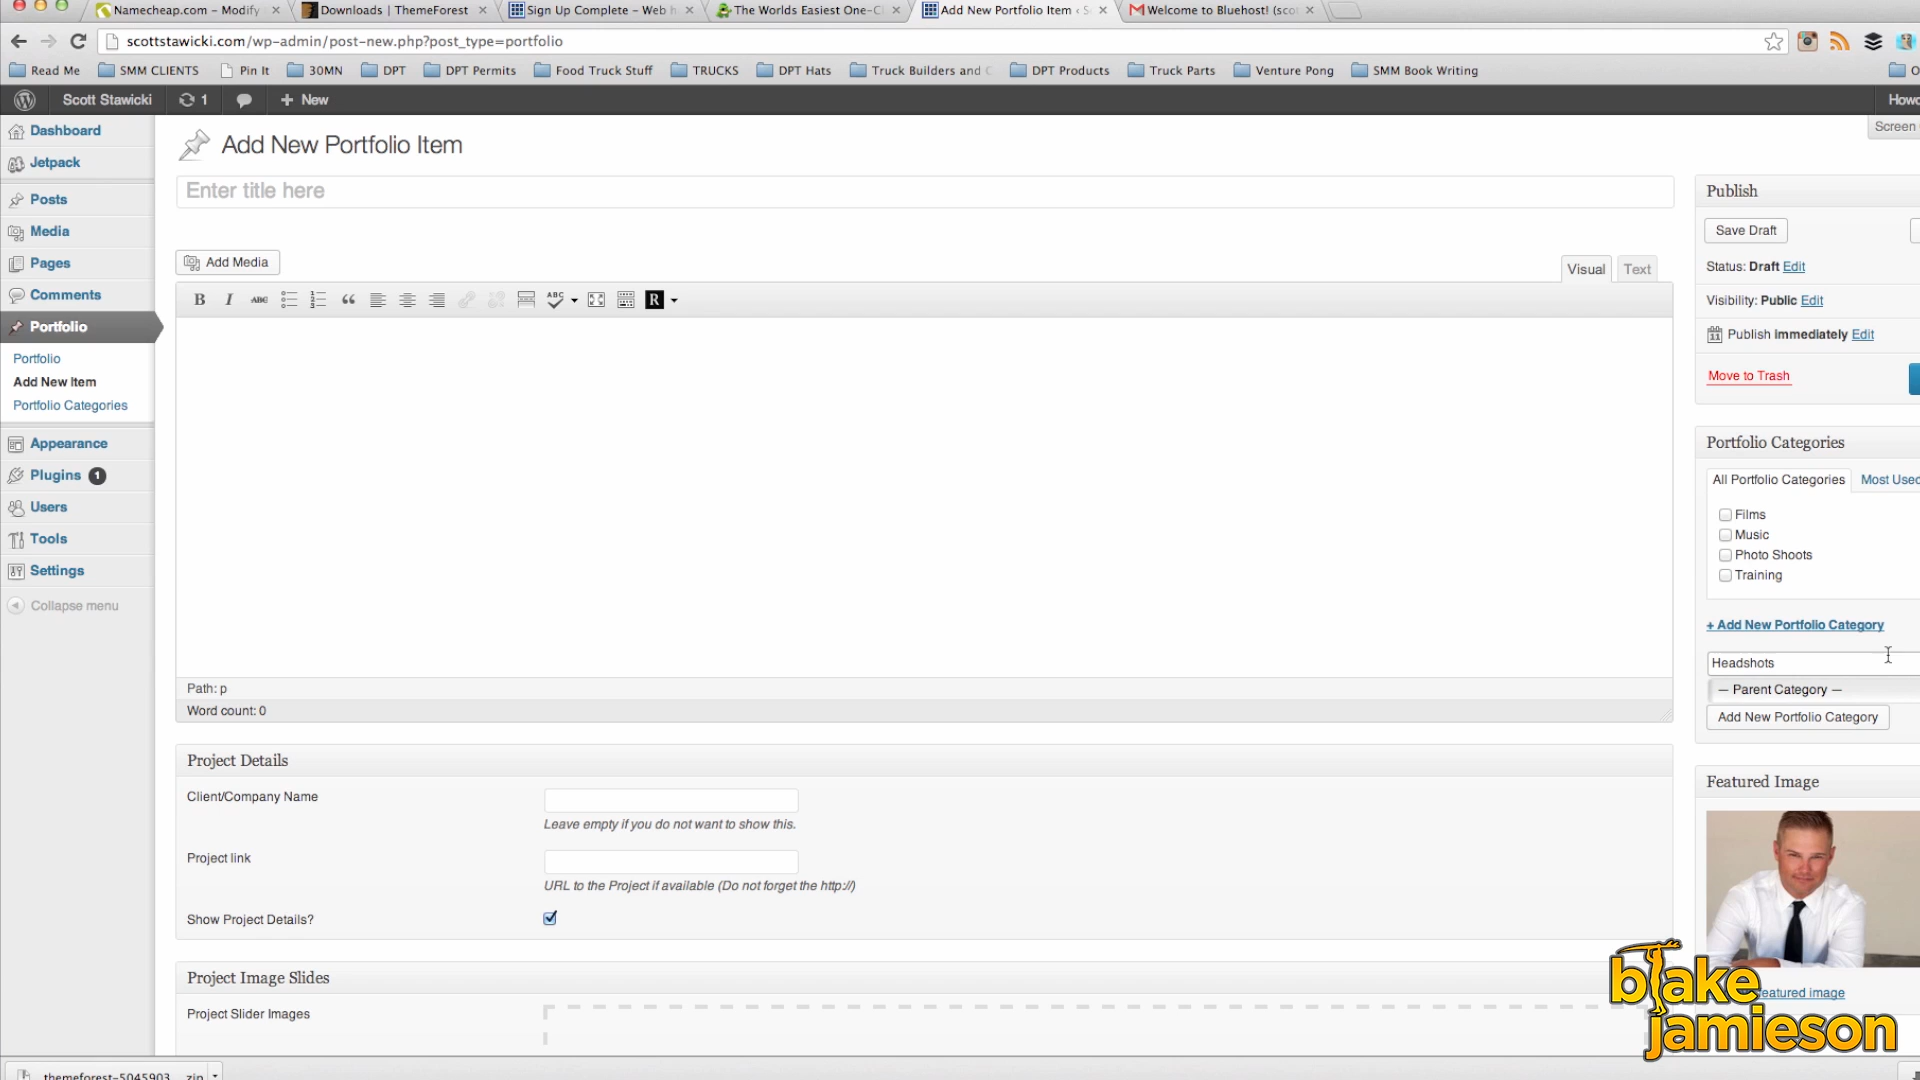 Namecheap.com – Modify
Downloads | ThemeForest
Sign Up Complete – Web h
The Worlds Easiest One-Cl
Add New Portfolio Item ‹ S
Welcome to Bluehost! (scot
scottstawicki.com/wp-admin/post-new.php?post_type=portfolio
Read Me
SMM CLIENTS
Pin It
30MN
DPT
DPT Permits
Food Truck Stuff
TRUCKS
DPT Hats
Truck Builders and
DPT Products
Truck Parts
Venture Pong
SMM Book Writing
Scott Stawicki
1
+ New
Howd
Screen
Dashboard
Jetpack
Posts
Media
Pages
Comments
Portfolio
Portfolio
Add New Item
Portfolio Categories
Appearance
Plugins 1
Users
Tools
Settings
Collapse menu
Add New Portfolio Item
Enter title here
Add Media
Visual
Text
B I ABC
ABC
R
Path: p
Word count: 0
Project Details
Client/Company Name
Leave empty if you do not want to show this.
Project link
URL to the Project if available (Do not forget the http://)
Show Project Details?
Project Image Slides
Project Slider Images
Publish
Save Draft
Status: Draft Edit
Visibility: Public Edit
11 Publish immediately Edit
Move to Trash
Portfolio Categories
All Portfolio Categories
Most Used
Films
Music
Photo Shoots
Training
+ Add New Portfolio Category
Headshots
— Parent Category —
Add New Portfolio Category
Featured Image
featured image
blake
jamieson
themeforest-5045903 zip